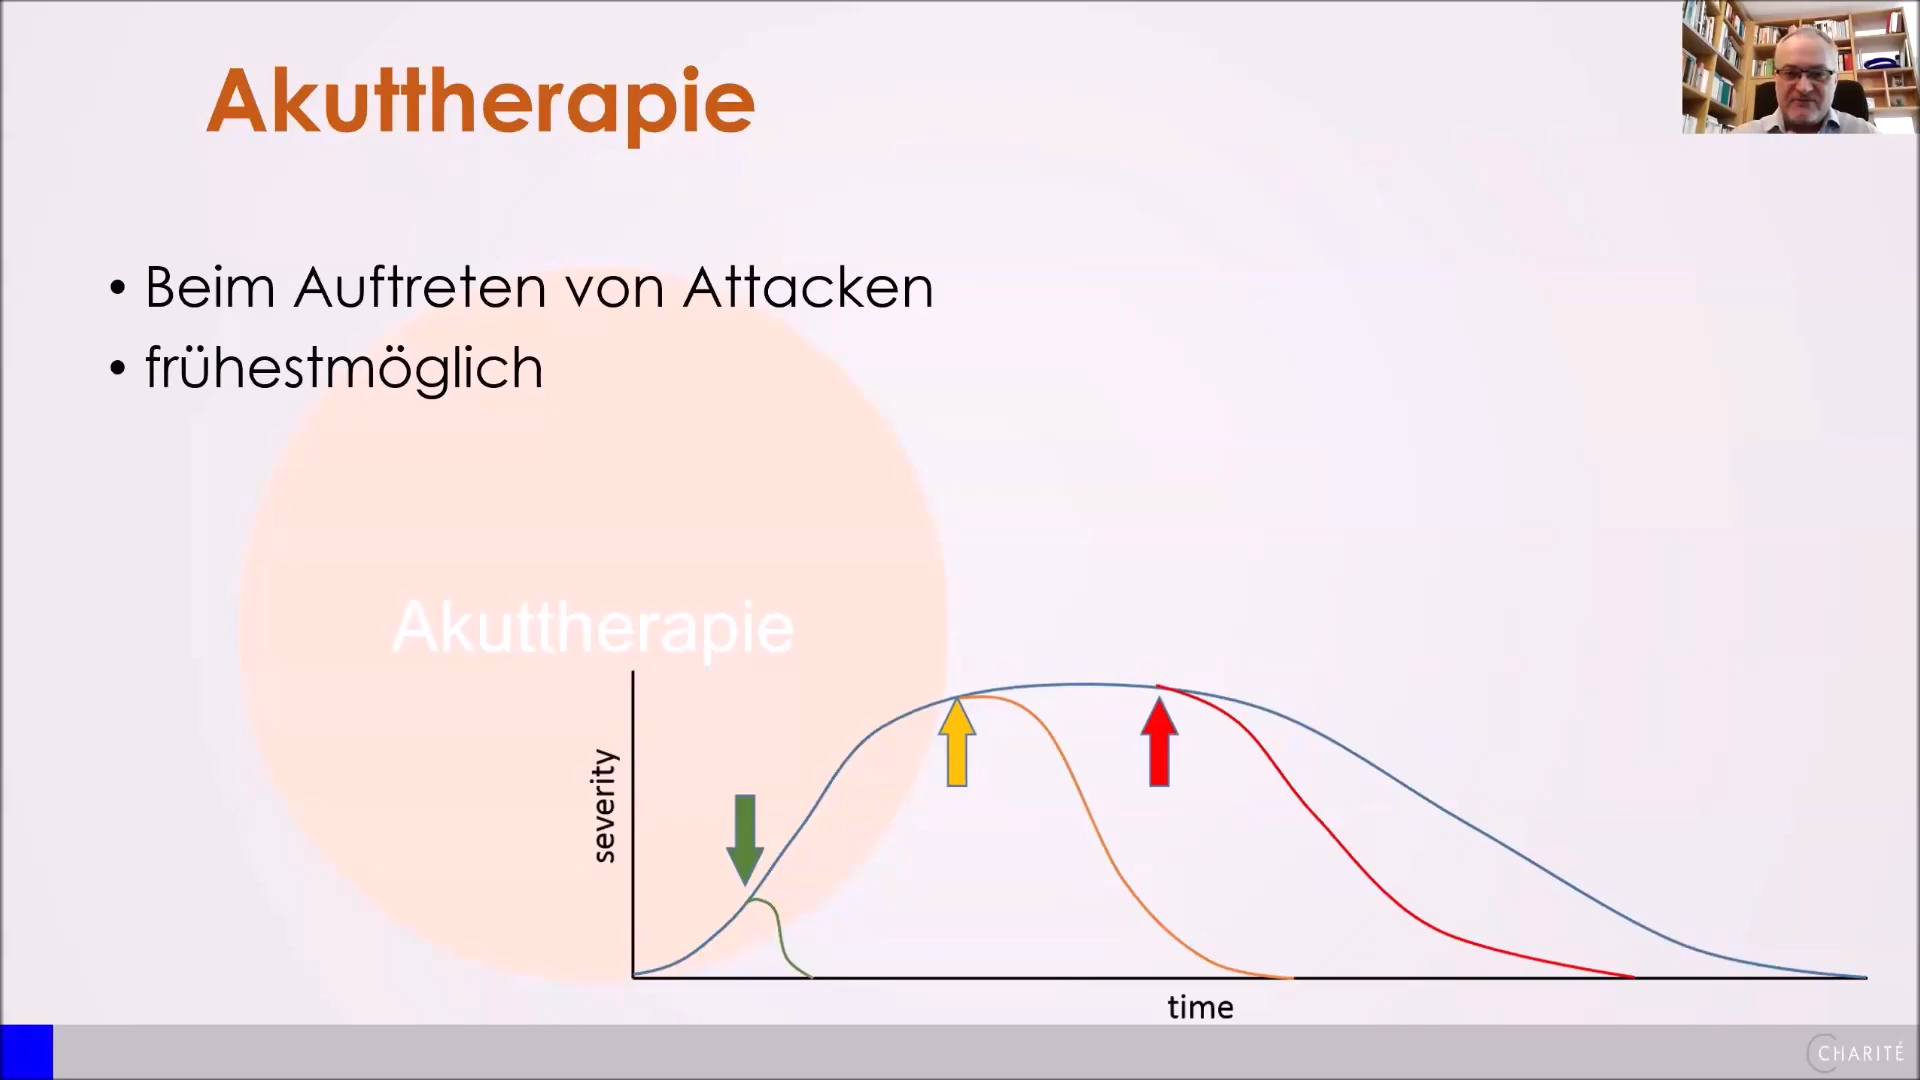 Akuttherapie
• Beim Auftreten von Attacken
• frühestmöglich
Akuttherapie
severity
time
CHARITÉ